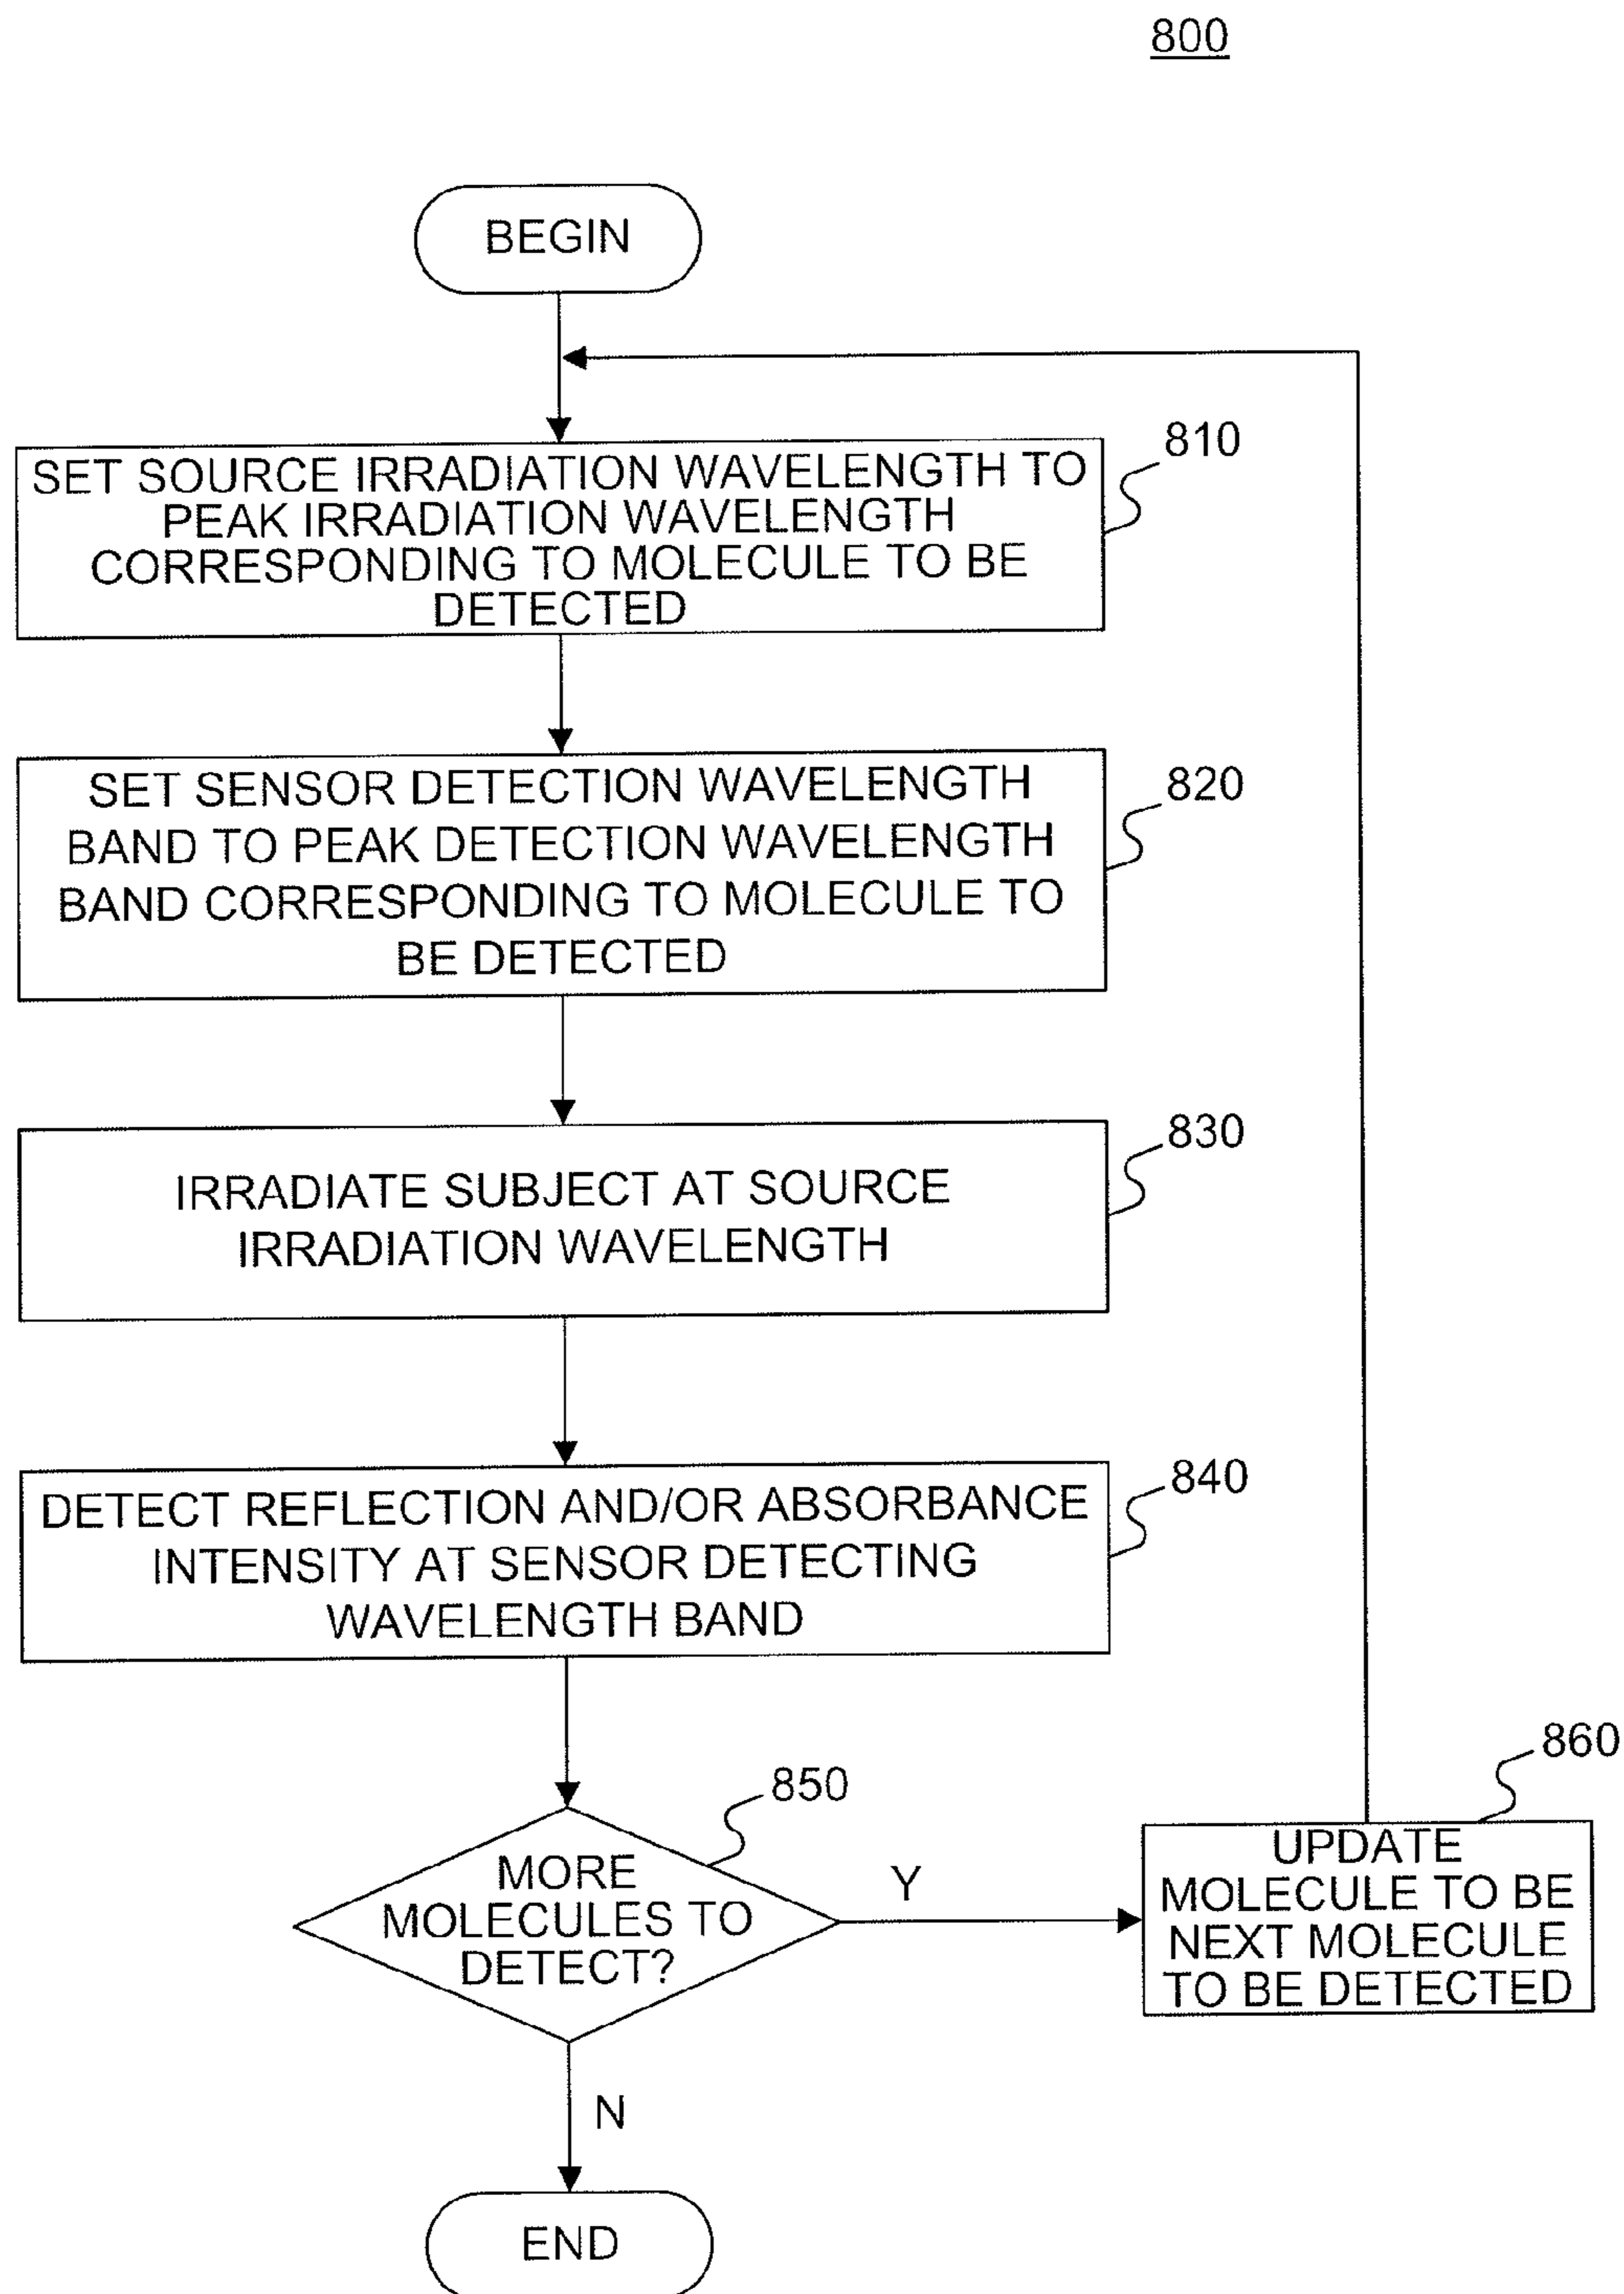 800
BEGIN
810
SET SOURCE IRRADIATION WAVELENGTH TO
PEAK IRRADIATION WAVELENGTH
CORRESPONDING TO MOLECULE TO BE
DETECTED
820
SET SENSOR DETECTION WAVELENGTH
BAND TO PEAK DETECTION WAVELENGTH
BAND CORRESPONDING TO MOLECULE TO
BE DETECTED
830
IRRADIATE SUBJECT AT SOURCE
IRRADIATION WAVELENGTH
840
DETECT REFLECTION AND/OR ABSORBANCE
INTENSITY AT SENSOR DETECTING
WAVELENGTH BAND
850
MORE
MOLECULES TO
DETECT?
Y
860
UPDATE
MOLECULE TO BE
NEXT MOLECULE
TO BE DETECTED
N
END